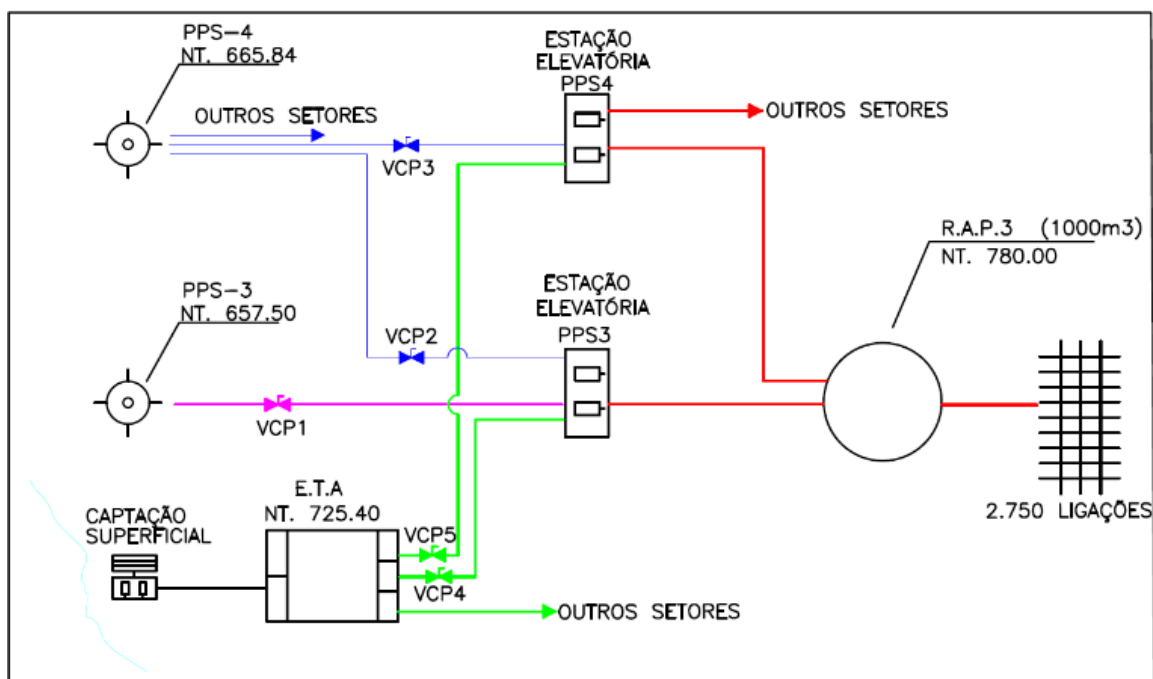 PPS-4
NT. 665.84
OUTROS SETORES
VCP3
ESTAÇÃO
ELEVATÓRIA
PPS4
OUTROS SETORES
R.A.P.3 (1000m3)
NT. 780.00
PPS-3
NT. 657.50
VCP2
ESTAÇÃO
ELEVATÓRIA
PPS3
VCP1
E.T.A
NT. 725.40
CAPTAÇÃO
SUPERFICIAL
VCP5
VCP4
OUTROS SETORES
2.750 LIGAÇÕES